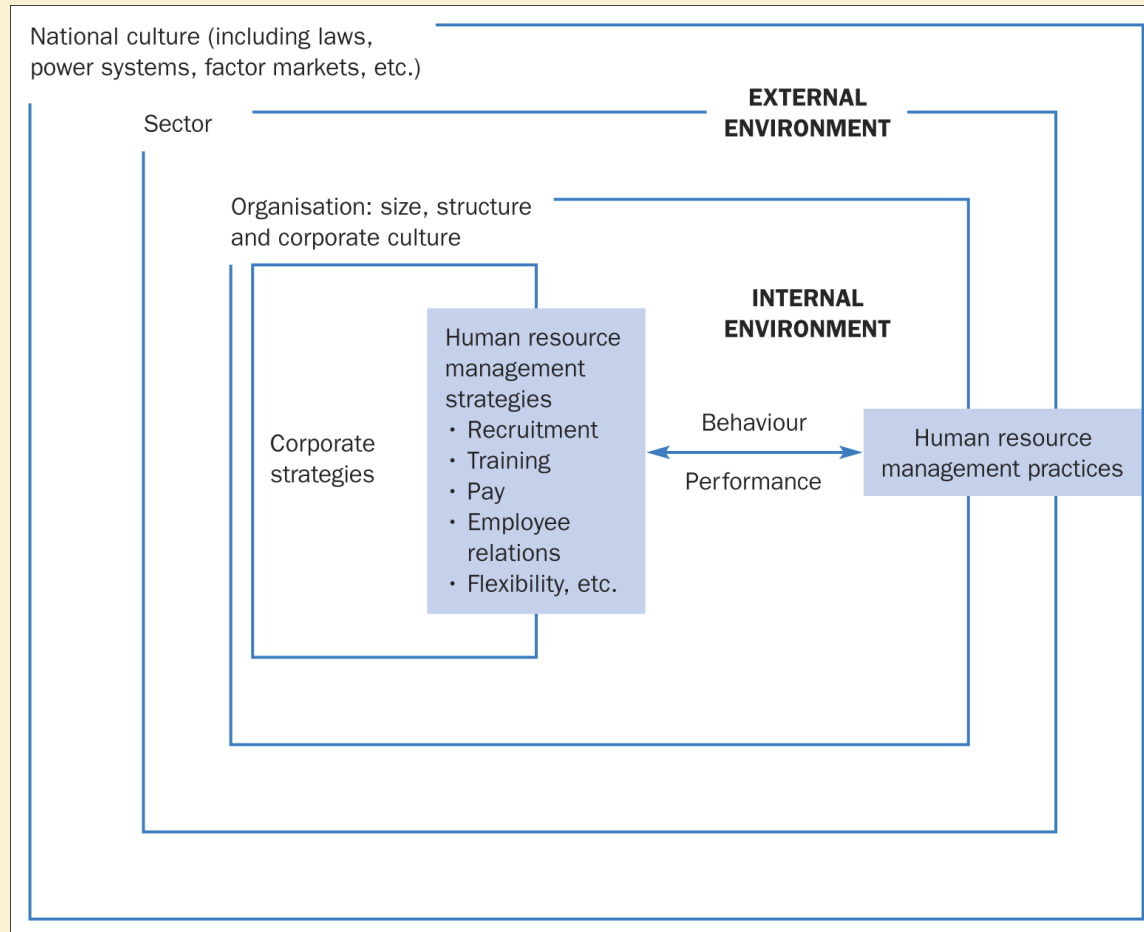 National culture (including laws,
power systems, factor markets, etc.)
EXTERNAL
ENVIRONMENT
Sector
Organisation: size, structure
and corporate culture
INTERNAL
ENVIRONMENT
Human resource
management
strategies
• Recruitment
• Training
• Pay
• Employee
relations
• Flexibility, etc.
Corporate
strategies
Behaviour
Performance
Human resource
management practices